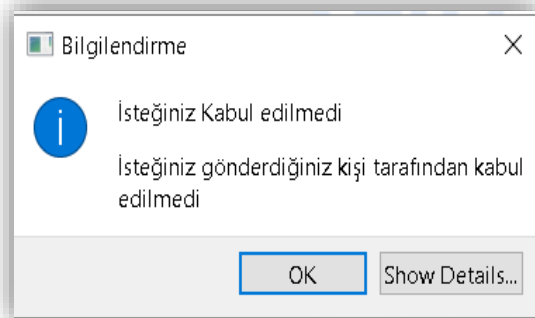 Bilgilendirme
İsteğiniz Kabul edilmedi
İsteğiniz gönderdiğiniz kişi tarafından kabul
edilmedi
OK
Show Details...